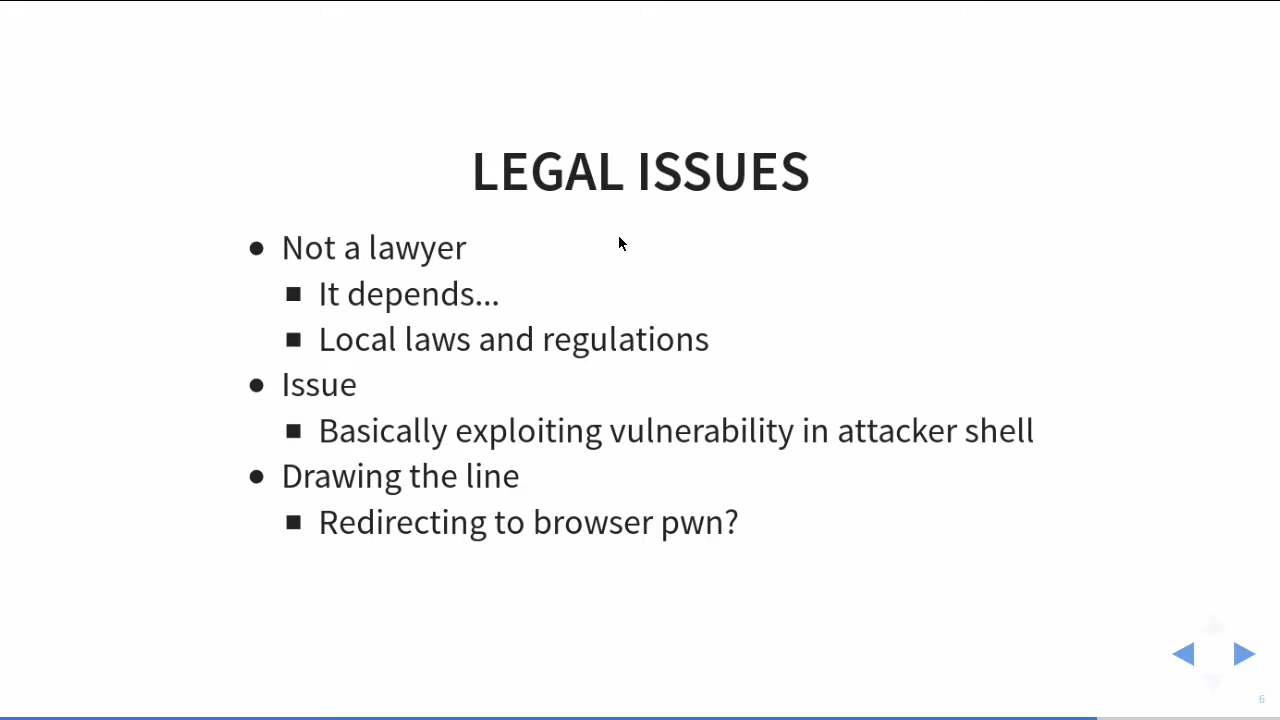 LEGAL ISSUES
Not a lawyer
It depends...
Local laws and regulations
Issue
Basically exploiting vulnerability in attacker shell
Drawing the line
Redirecting to browser pwn?
6